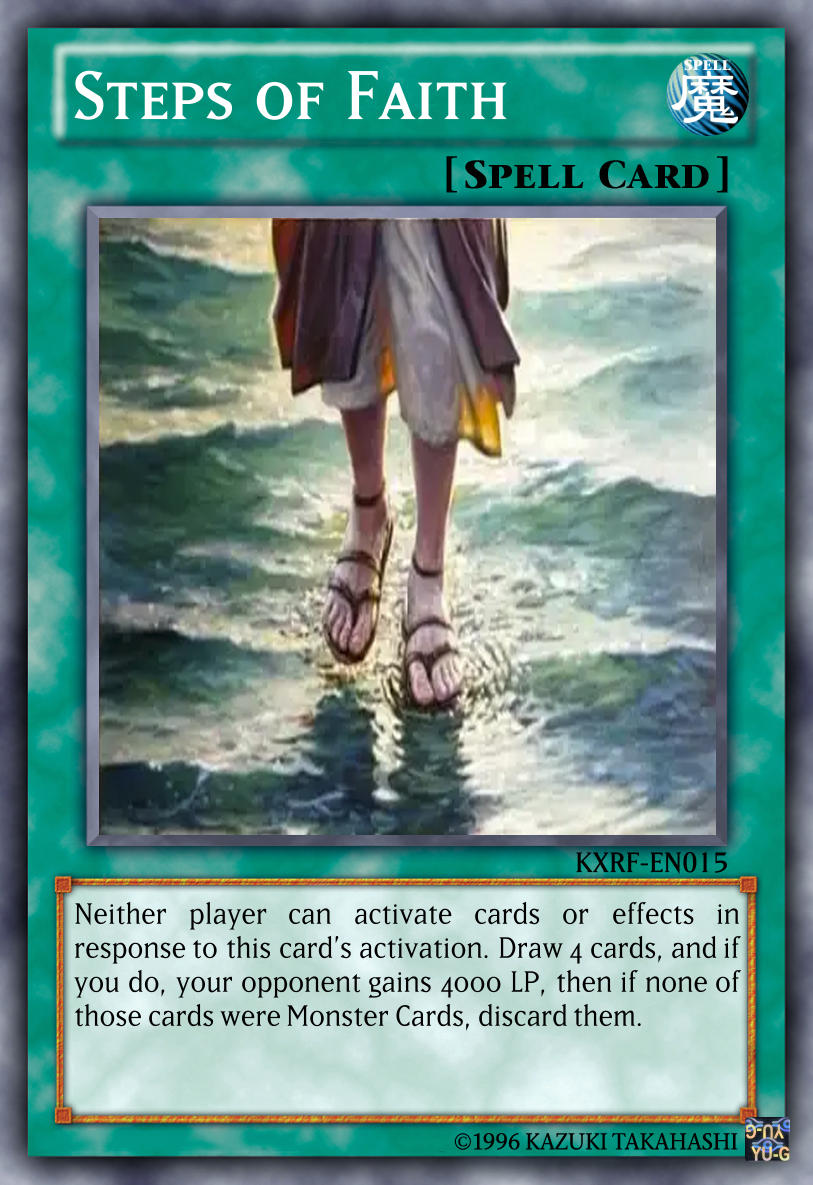 Steps of Faith
SPELL
魔
[Spell Card]
KXRF-EN015
Neither player can activate cards or effects in
response to this card's activation. Draw 4 cards, and if
you do, your opponent gains 4000 LP, then if none of
those cards were Monster Cards, discard them.
©1996 KAZUKI TAKAHASHI
YU-G
YU-G